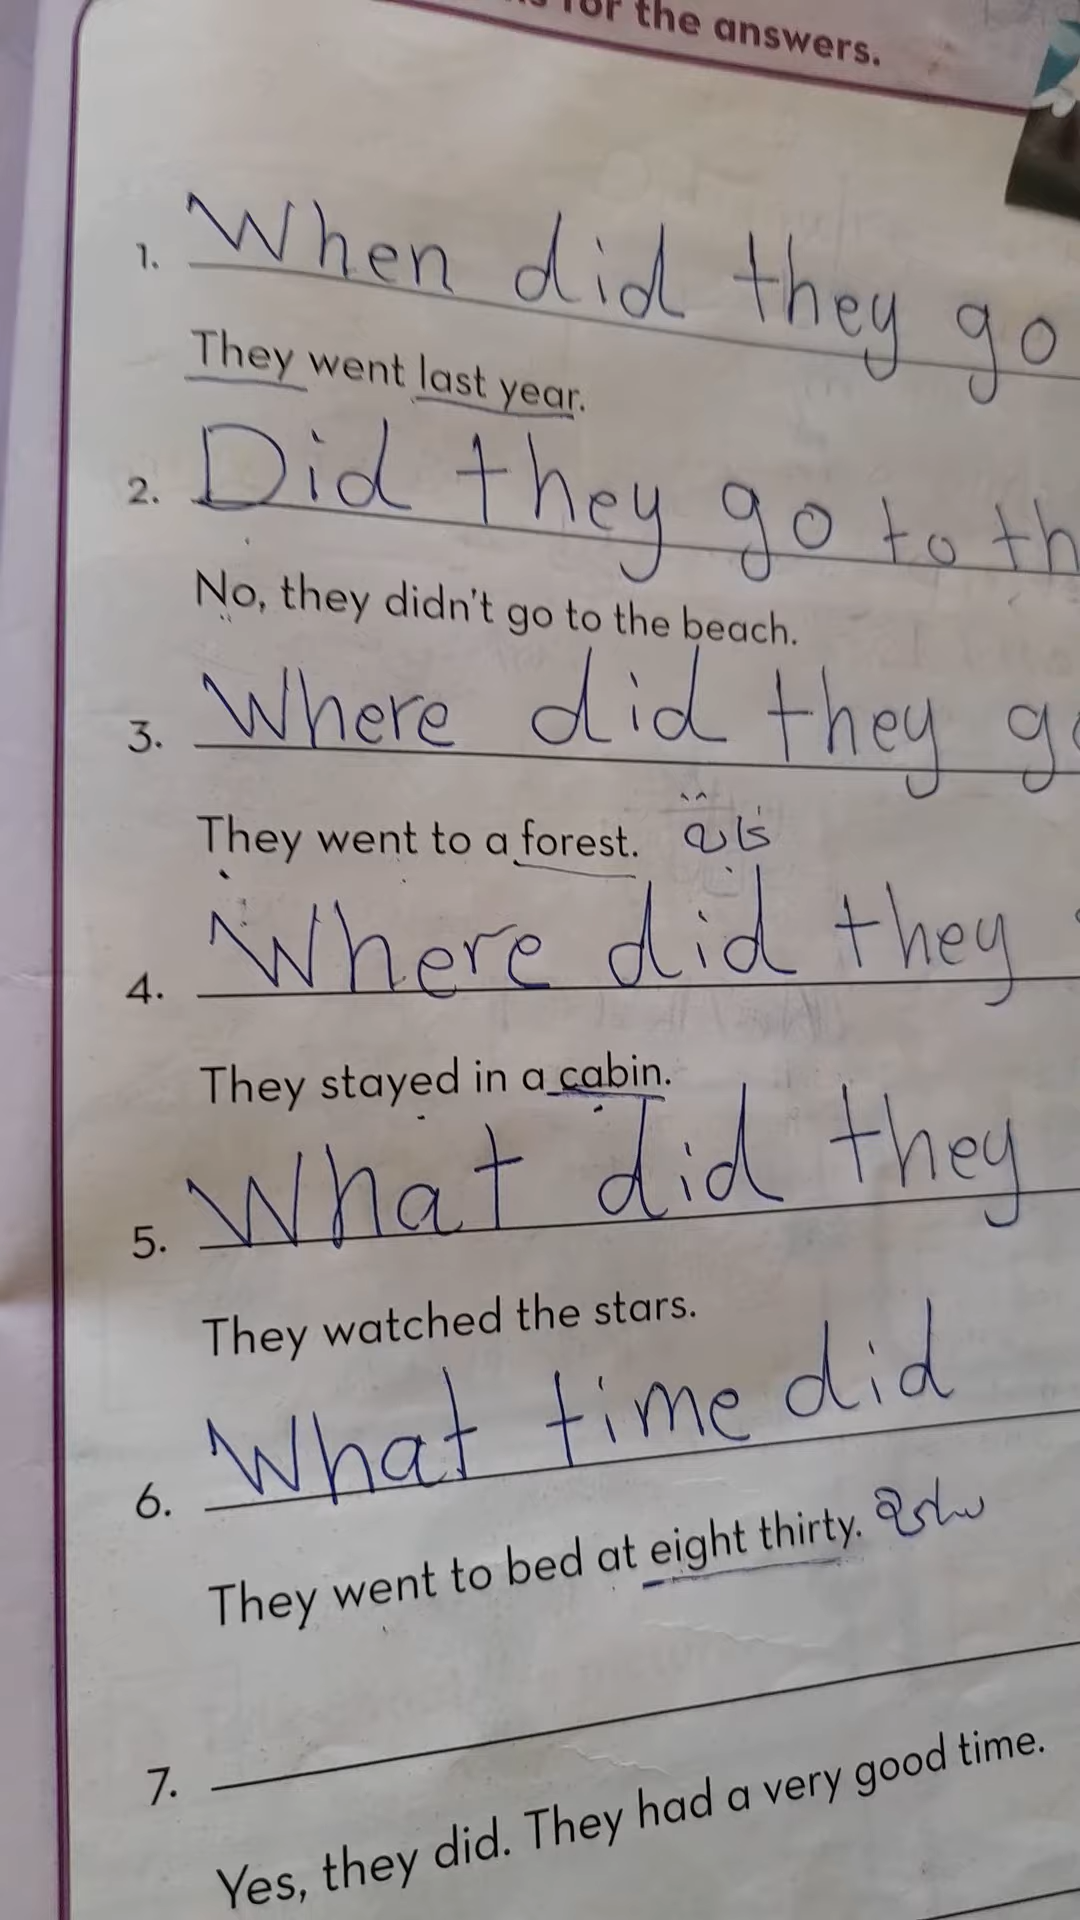 for the answers.
1. When did they go
They went last year.
2. Did they go to th
No, they didn't go to the beach.
3. Where did they go
They went to a forest.
4. Where did they
They stayed in a cabin.
5. What did they
They watched the stars.
6. What time did
They went to bed at eight thirty.
7.
Yes, they did. They had a very good time.